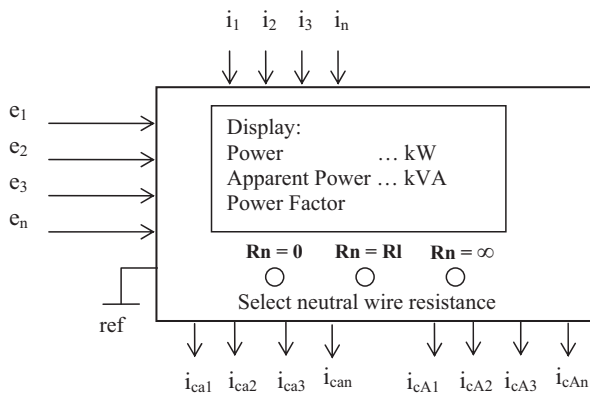 i1 i2 i3 in
e1
e2
e3
en
Display:
Power … kW
Apparent Power … kVA
Power Factor
Rn = 0 Rn = Rl Rn = ∞
Select neutral wire resistance
ref
ica1 ica2 ica3 ican icA1 icA2 icA3 icAn